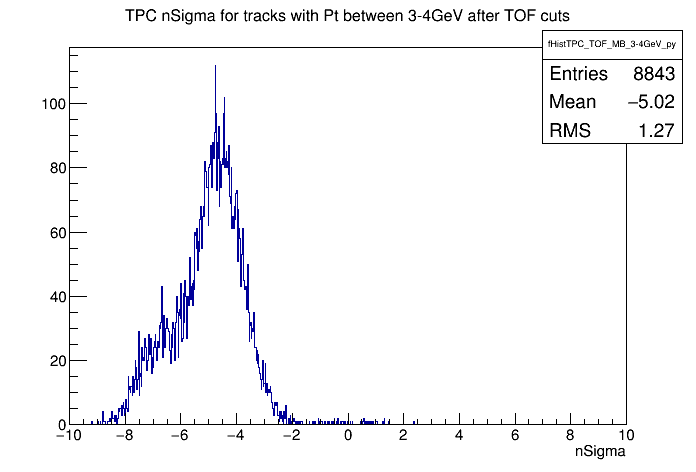 TPC nSigma for tracks with Pt between 3-4GeV after TOF cuts
fHistTPC_TOF_MB_3-4GeV_py
Entries 8843
Mean −5.02
RMS 1.27
100
80
60
40
20
0
−10 −8 −6 −4 −2 0 2 4 6 8 10
nSigma